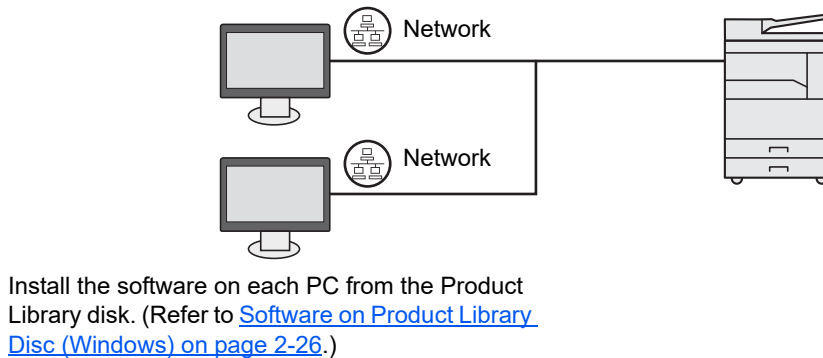 Network
Network
Install the software on each PC from the Product
Library disk. (Refer to Software on Product Library
Disc (Windows) on page 2-26.)